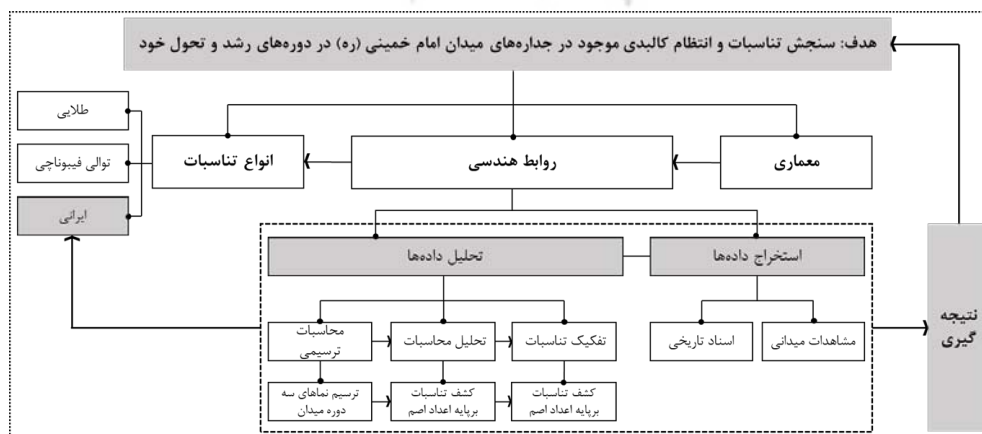 هدف: سنجش تناسبات و انتظام کالبدی موجود در جداره‌های میدان امام خمینی (ره) در دوره‌های رشد و تحول خود
معماری
روابط هندسی
انواع تناسبات
طلایی
توالی فیبوناچی
ایرانی
استخراج داده‌ها
تحلیل داده‌ها
مشاهدات میدانی
اسناد تاریخی
تفکیک تناسبات
تحلیل محاسبات
محاسبات
ترسیمی
کشف تناسبات
برپایه اعداد اصم
کشف تناسبات
برپایه اعداد اصم
ترسیم نماهای سه
دوره میدان
نتیجه
گیری